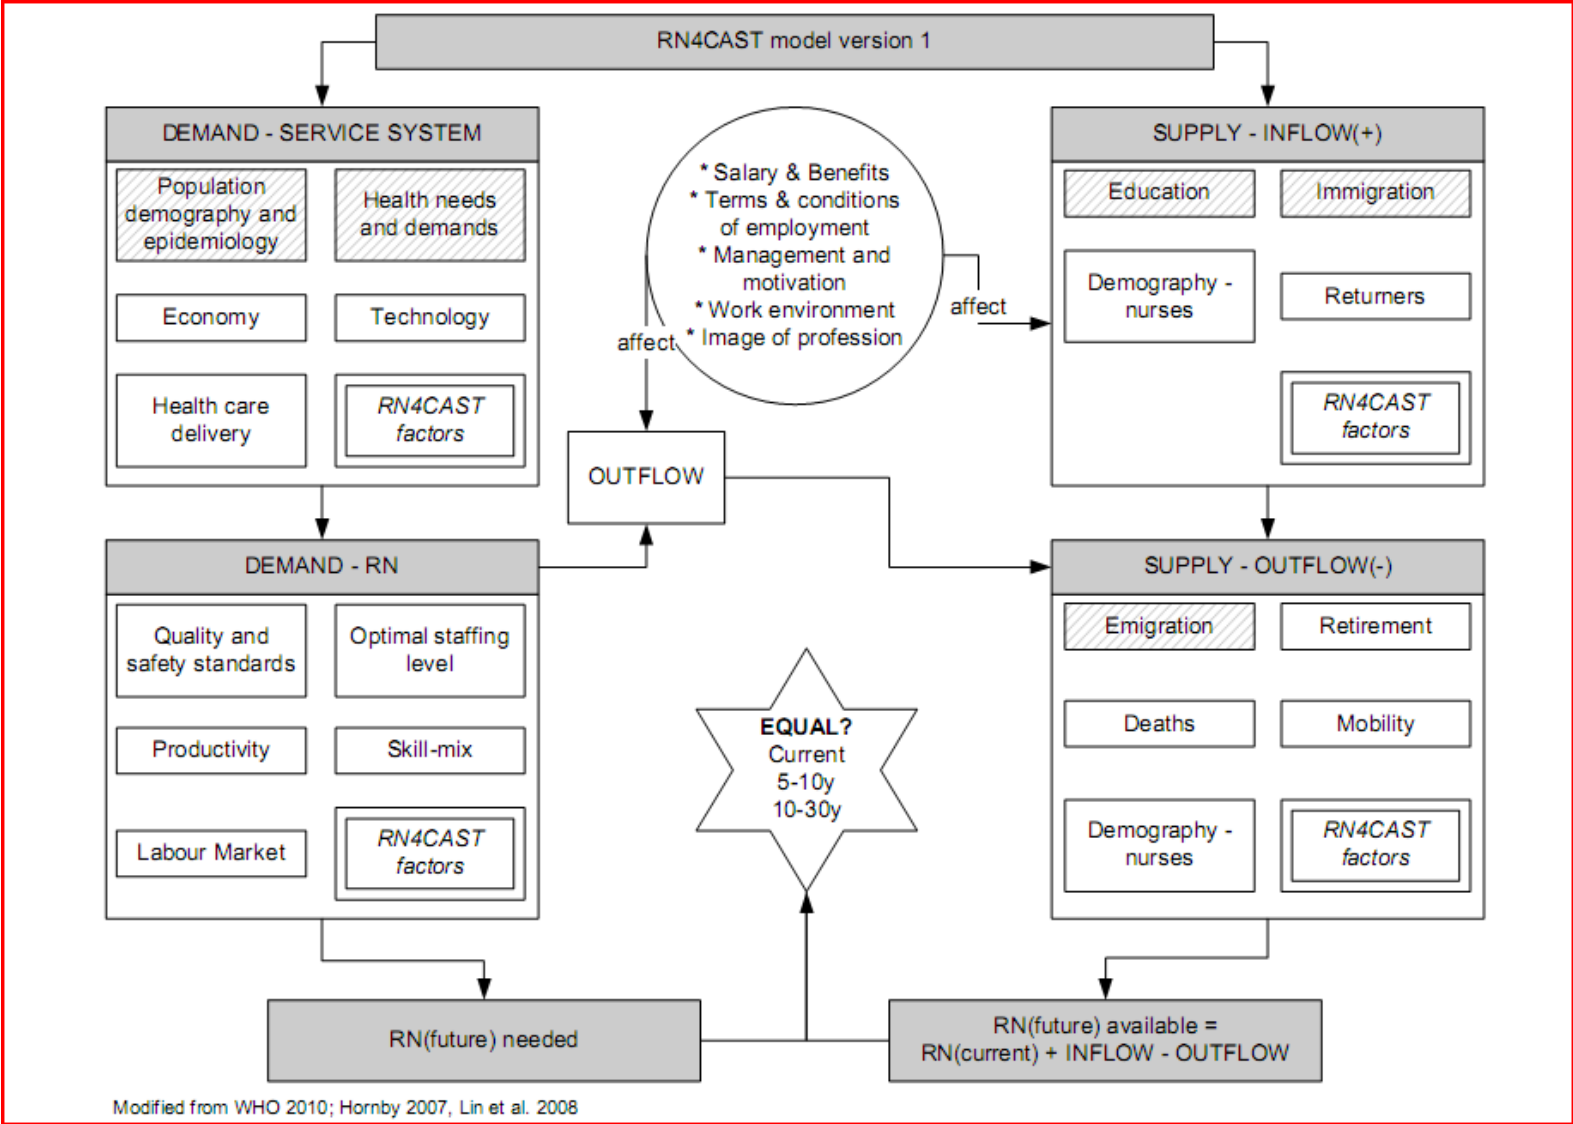 RN4CAST model version 1
DEMAND - SERVICE SYSTEM
Population
demography and
epidemiology
Health needs
and demands
Economy
Technology
Health care
delivery
RN4CAST
factors
* Salary & Benefits
* Terms & conditions
of employment
* Management and
motivation
* Work environment
* Image of profession
affect
affect
SUPPLY - INFLOW(+)
Education
Immigration
Demography -
nurses
Returners
RN4CAST
factors
OUTFLOW
DEMAND - RN
Quality and
safety standards
Optimal staffing
level
Productivity
Skill-mix
Labour Market
RN4CAST
factors
EQUAL?
Current
5-10y
10-30y
SUPPLY - OUTFLOW(-)
Emigration
Retirement
Deaths
Mobility
Demography -
nurses
RN4CAST
factors
RN(future) needed
RN(future) available =
RN(current) + INFLOW - OUTFLOW
Modified from WHO 2010; Hornby 2007, Lin et al. 2008